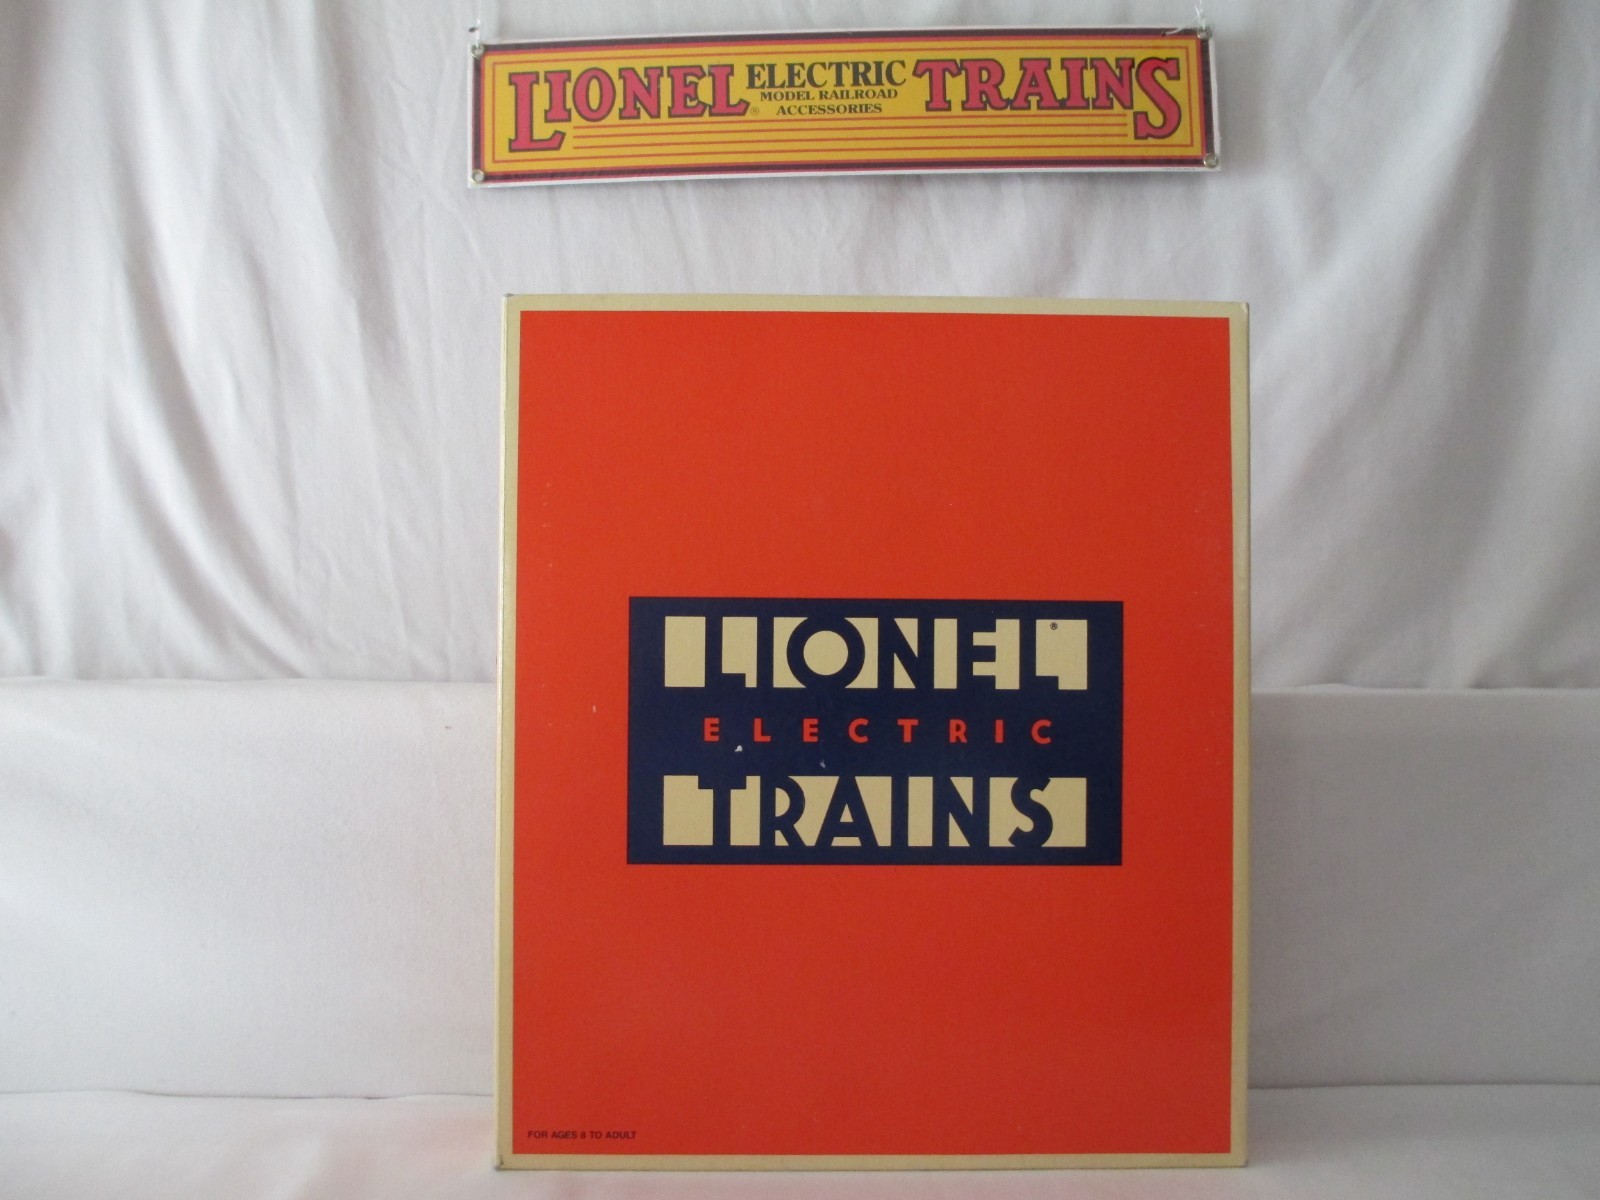 LIONEL ELECTRIC TRAINS
MODEL RAILROAD
® ACCESSORIES
LIONEL®
ELECTRIC
TRAINS
FOR AGES 8 TO ADULT